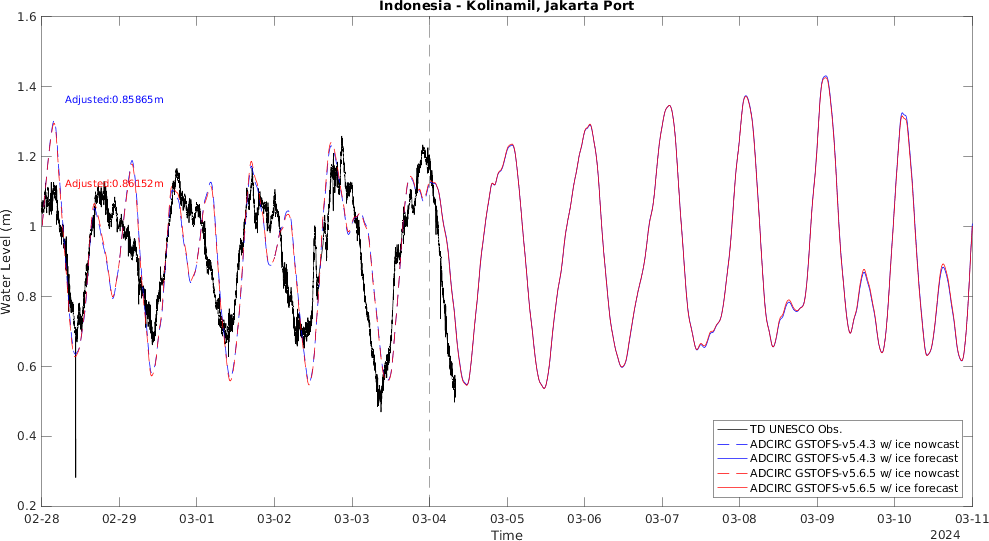 Indonesia - Kolinamil, Jakarta Port
1.6
1.4
1.2
1
0.8
0.6
0.4
0.2
Water Level (m)
Adjusted:0.85865m
Adjusted:0.86152m
TD UNESCO Obs.
ADCIRC GSTOFS-v5.4.3 w/ ice nowcast
ADCIRC GSTOFS-v5.4.3 w/ ice forecast
ADCIRC GSTOFS-v5.6.5 w/ ice nowcast
ADCIRC GSTOFS-v5.6.5 w/ ice forecast
02-28 02-29 03-01 03-02 03-03 03-04 03-05 03-06 03-07 03-08 03-09 03-10 03-11
Time
2024